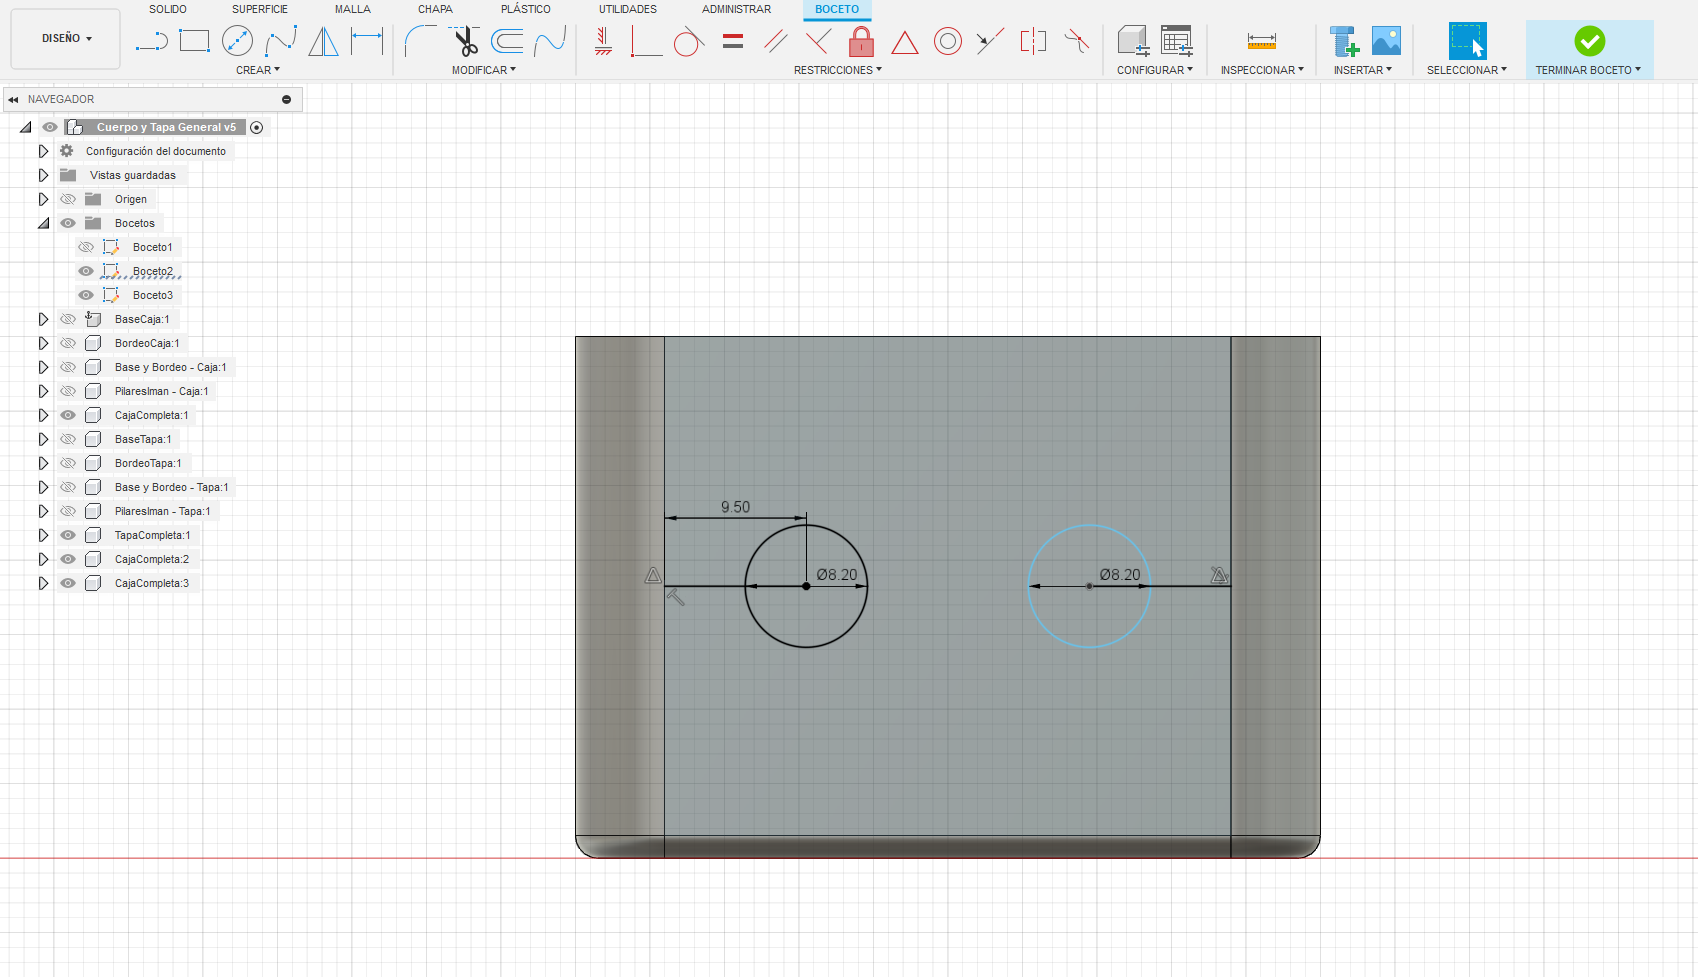 SOLIDO SUPERFICIE MALLA CHAPA PLÁSTICO UTILIDADES ADMINISTRAR BOCETO
DISEÑO
CREAR MODIFICAR RESTRICCIONES CONFIGURAR INSPECCIONAR INSERTAR SELECCIONAR TERMINAR BOCETO
NAVEGADOR
Cuerpo y Tapa General v5
Configuración del documento
Vistas guardadas
Origen
Bocetos
Boceto1
Boceto2
Boceto3
BaseCaja:1
BordeoCaja:1
Base y Bordeo - Caja:1
PilaresIman - Caja:1
CajaCompleta:1
BaseTapa:1
BordeoTapa:1
Base y Bordeo - Tapa:1
PilaresIman - Tapa:1
TapaCompleta:1
CajaCompleta:2
CajaCompleta:3
9.50
Ø8.20 Ø8.20